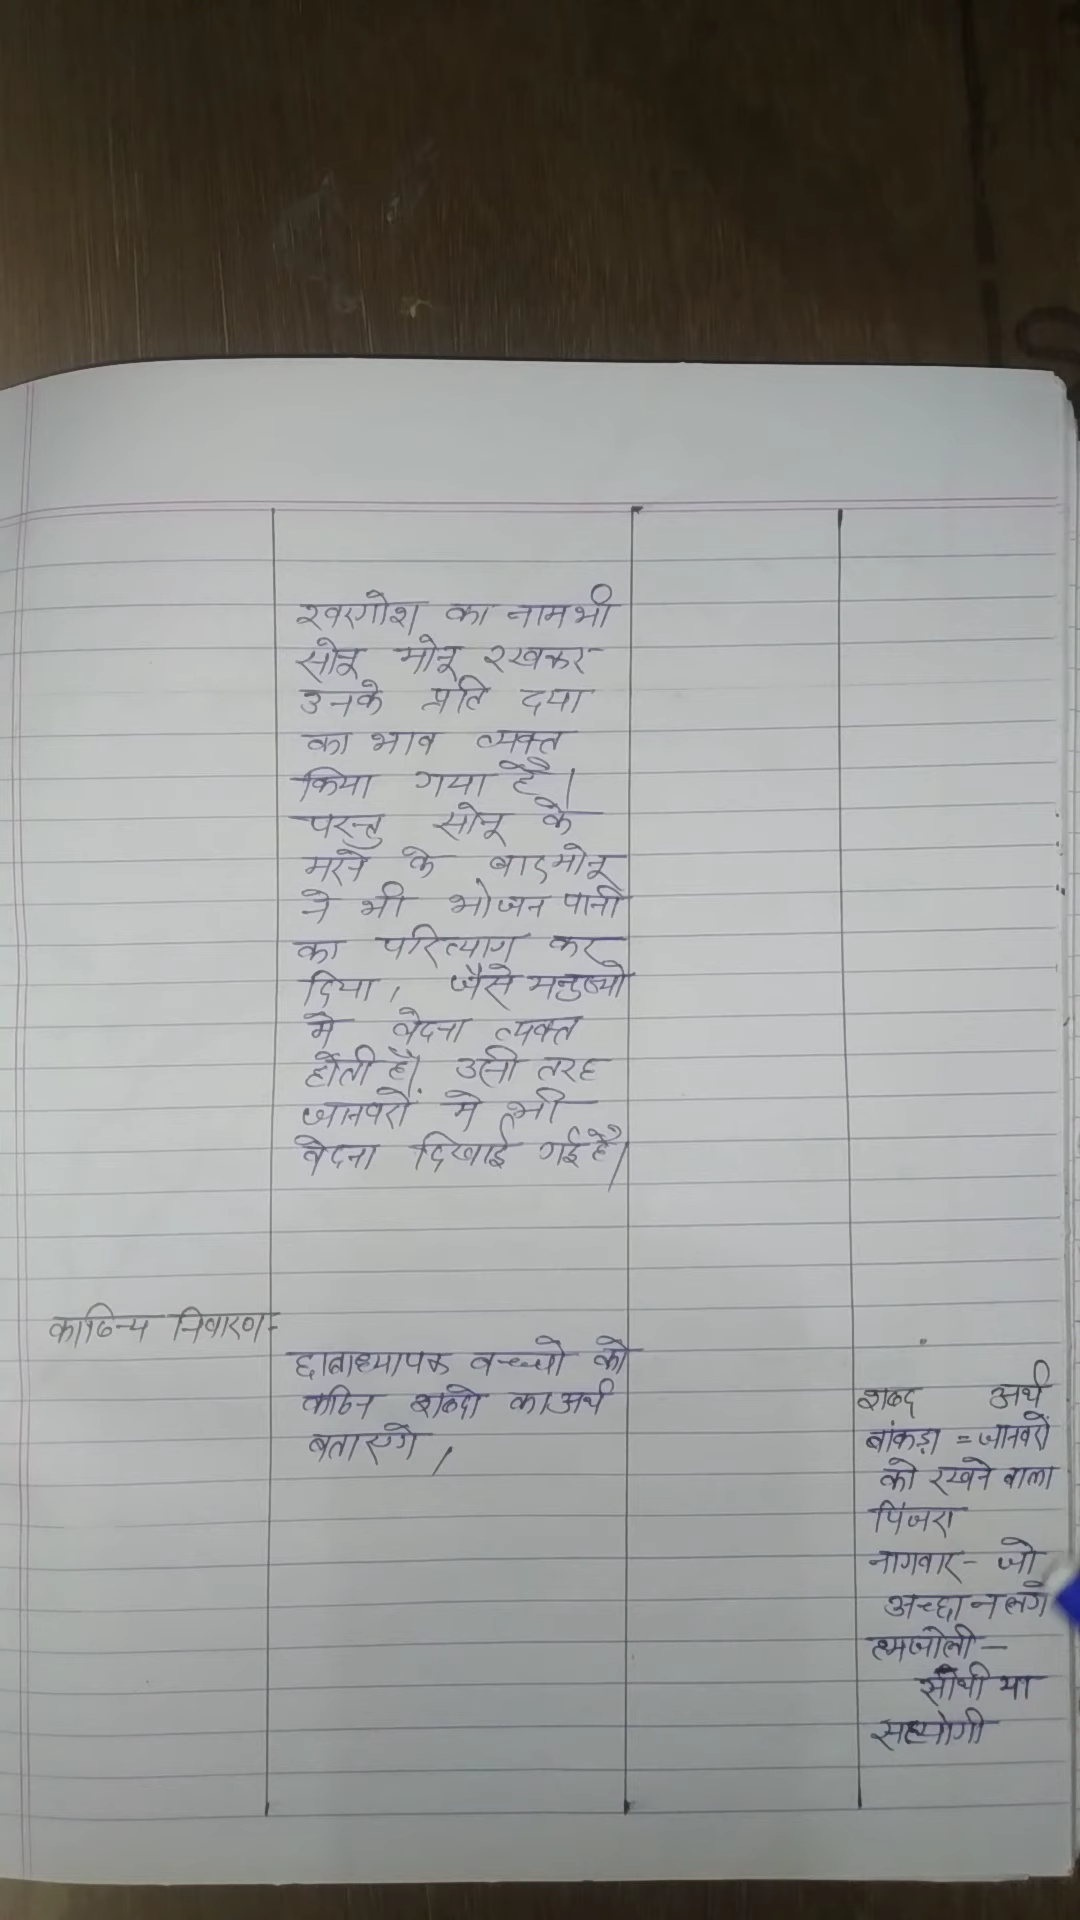 खरगोश का नाम भी
सोनू मोनू रखकर
उनके प्रति दया
का भाव व्यक्त
किया गया है।
परन्तु सोनू के
मरने के बाद मोनू
ने भी भोजन पानी
का परित्याग कर
दिया, जैसे मनुष्यो
मे वेदना व्यक्त
होती है। उसी तरह
जानवरों मे भी
वेदना दिखाई गई है।
काठिन्य निवारण-
छात्राध्यापक बच्चो को
कठिन शब्दो का अर्थ
बताएंगे,
शब्द अर्थ
बांकड़ा = जानवरों
को रखने वाला
पिंजरा
नागवार - जो
अच्छा न लगे
हमजोली -
साथी या
सहयोगी